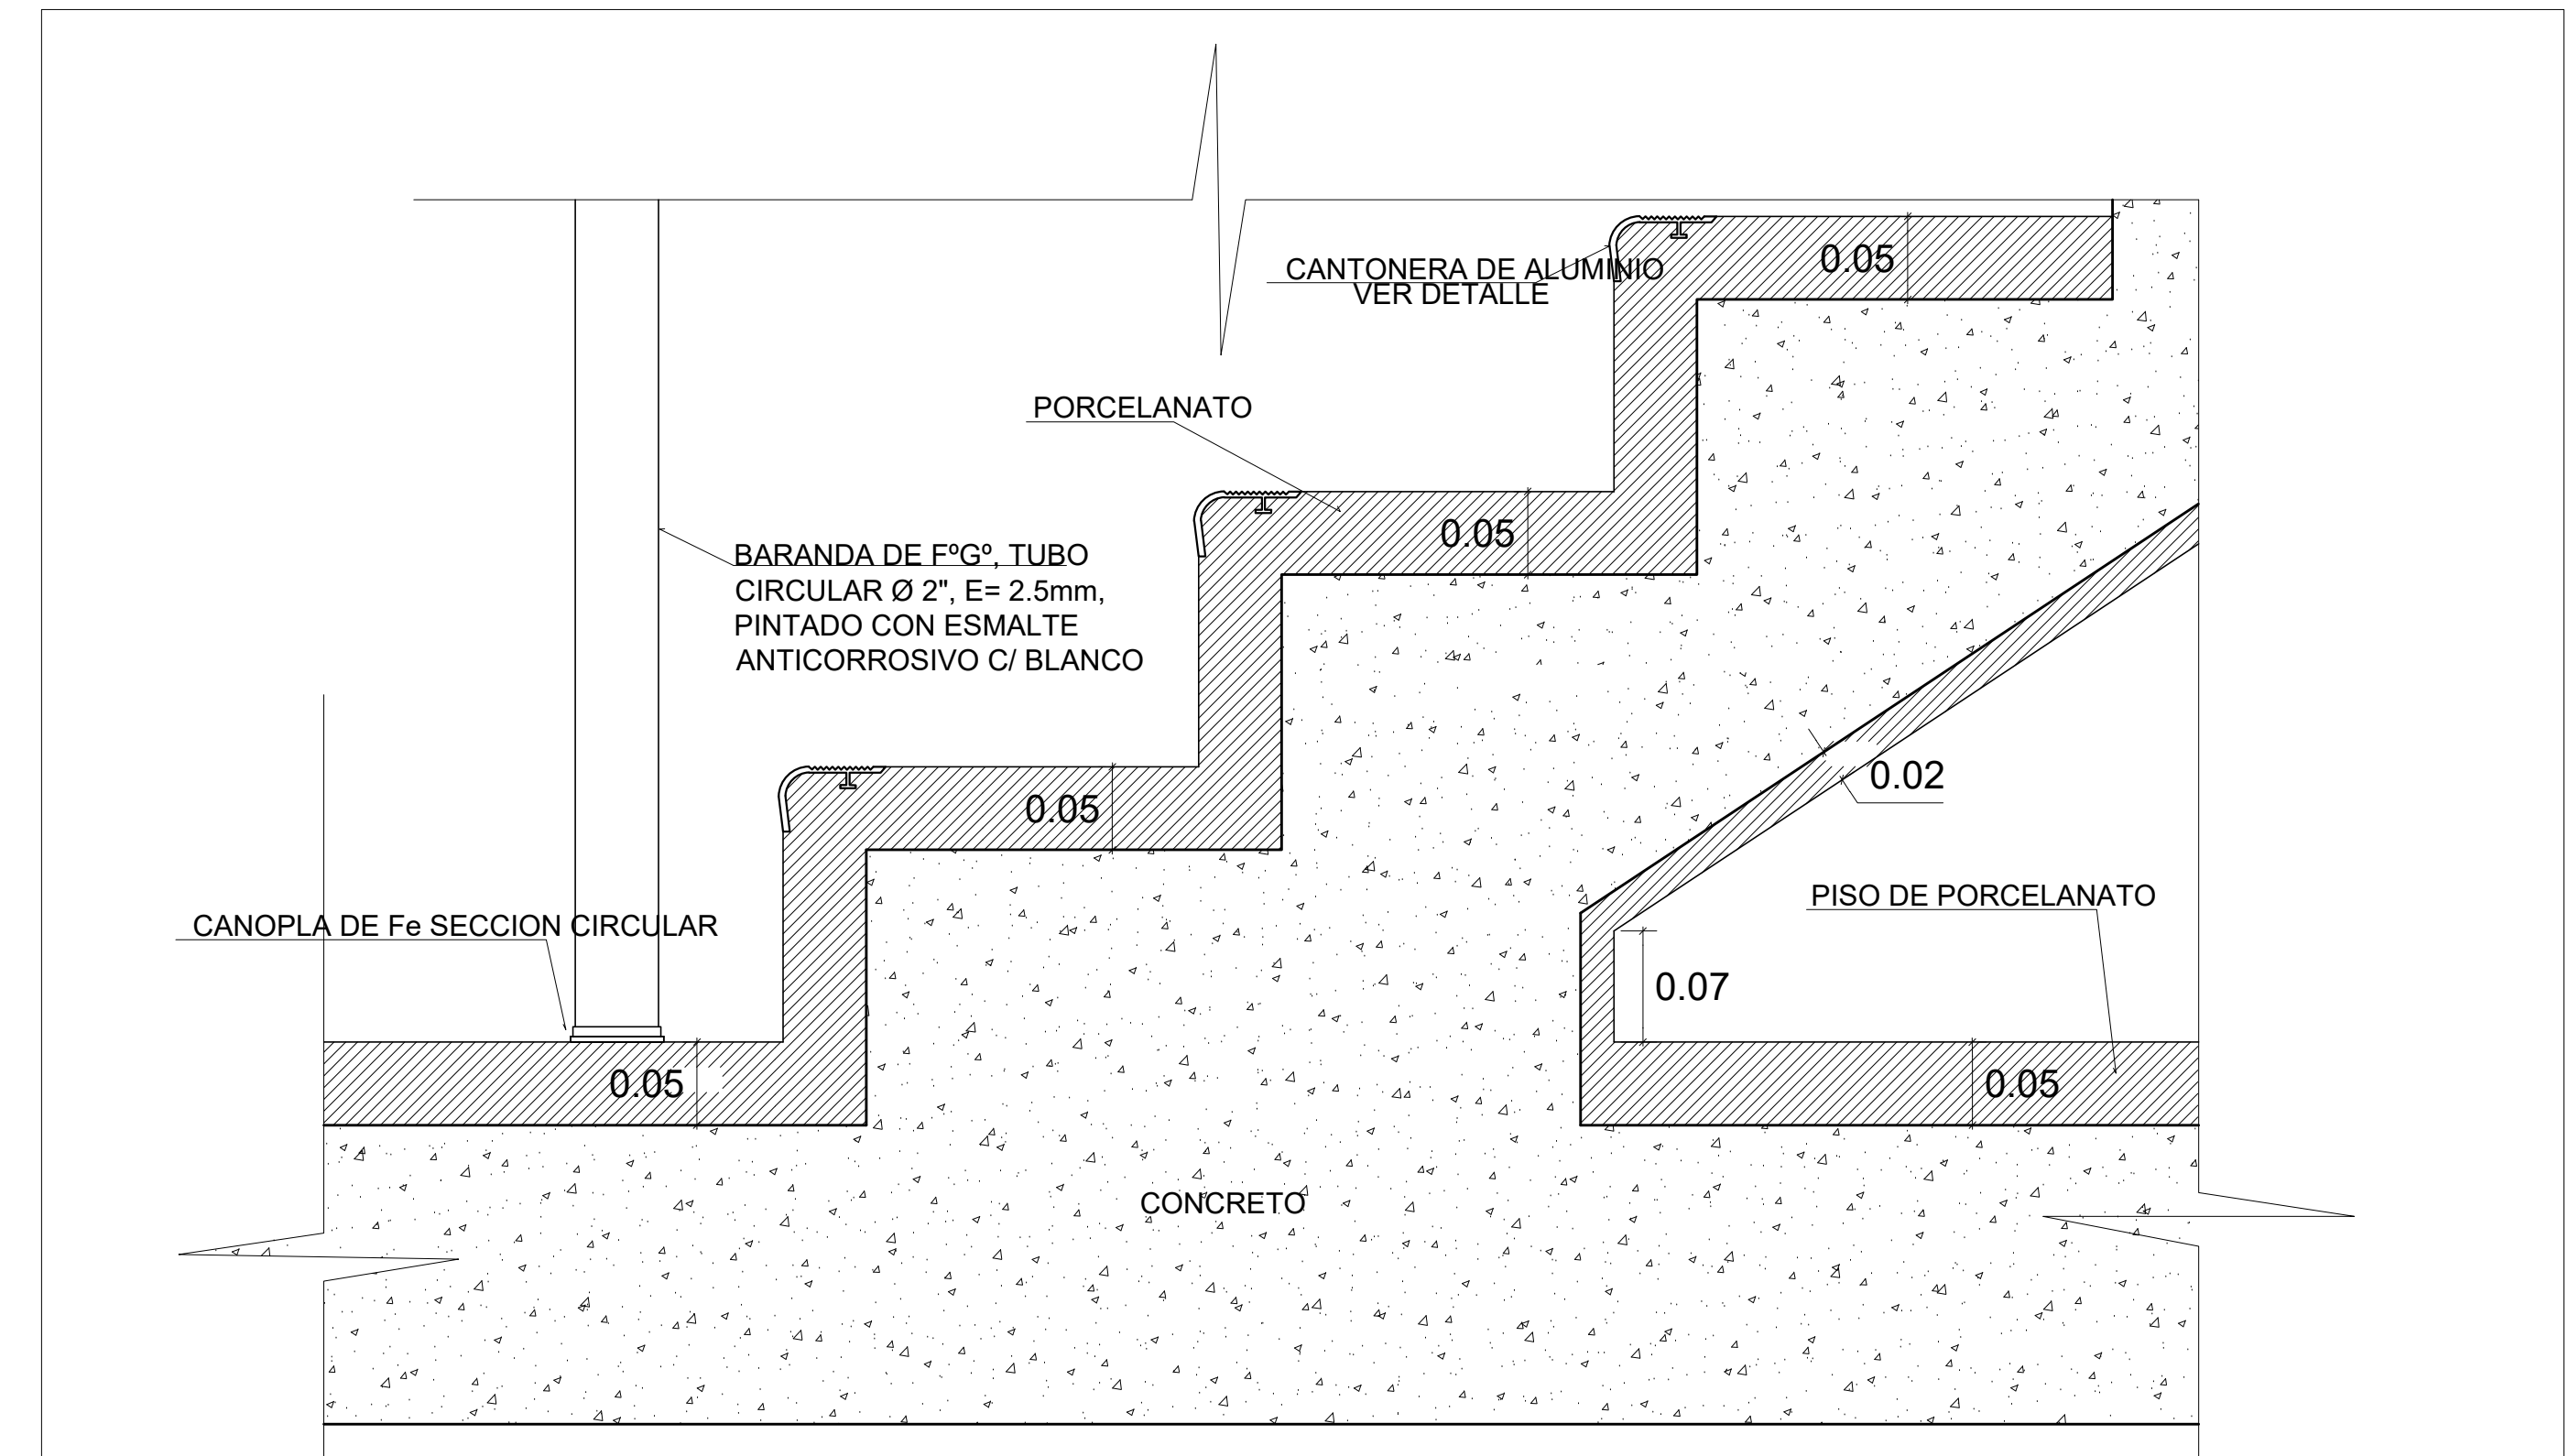 CANTONERA DE ALUMINIO
VER DETALLE
0.05
PORCELANATO
0.05
BARANDA DE FºGº, TUBO
CIRCULAR Ø 2", E= 2.5mm,
PINTADO CON ESMALTE
ANTICORROSIVO C/ BLANCO
0.02
0.05
PISO DE PORCELANATO
CANOPLA DE Fe SECCION CIRCULAR
0.07
0.05
0.05
CONCRETO